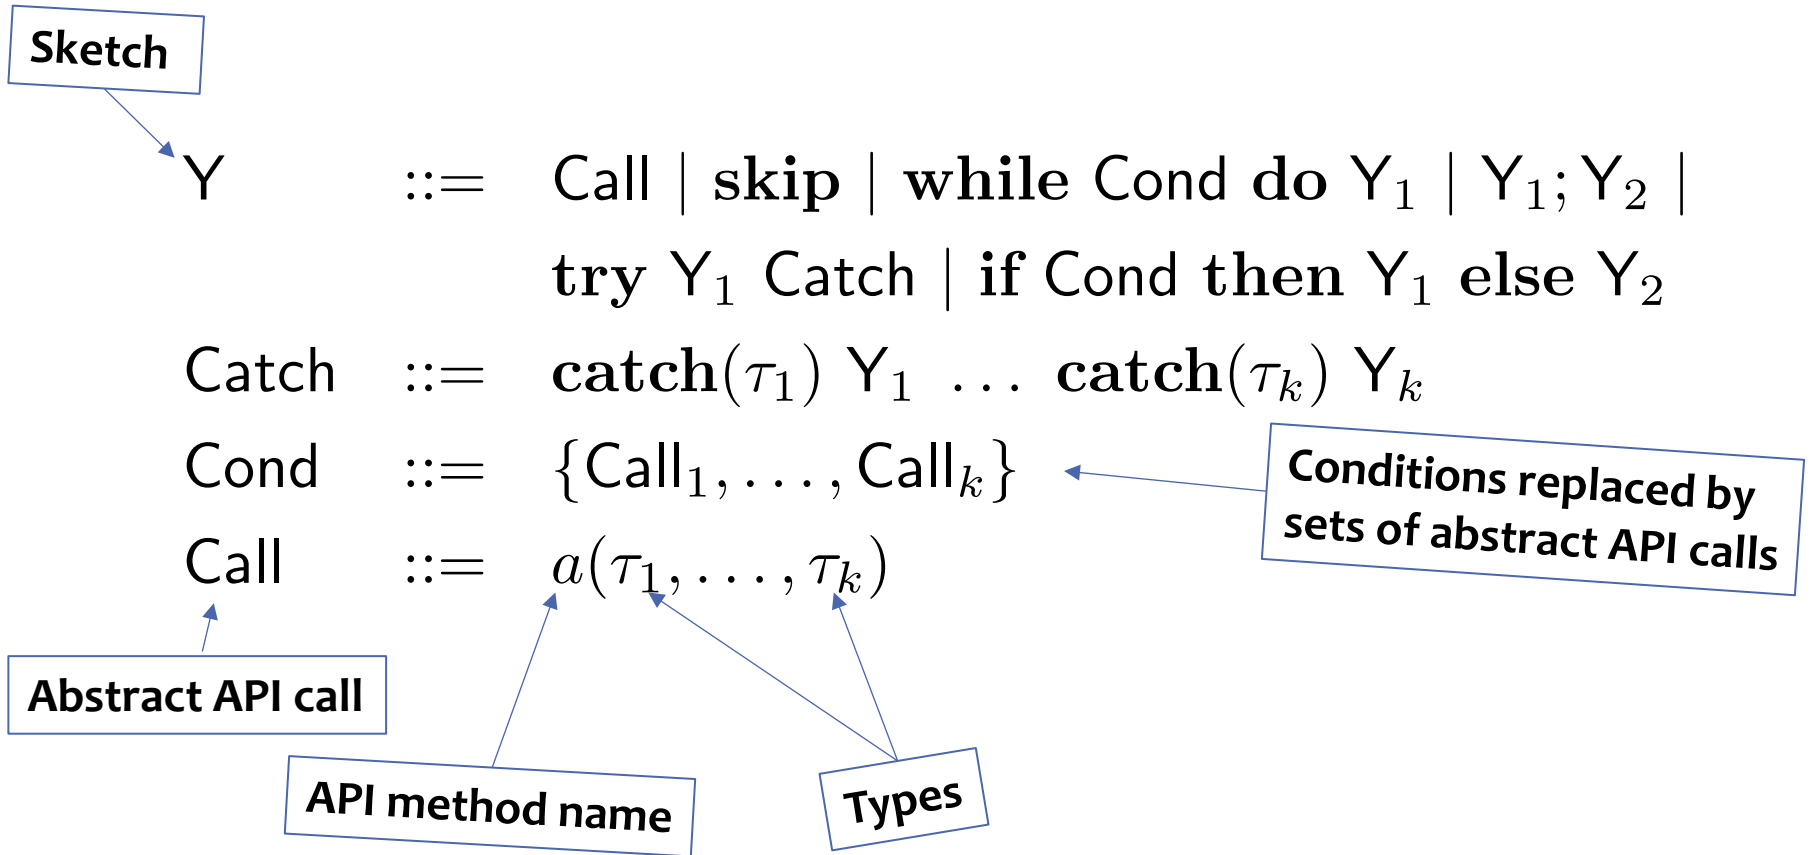 Sketch
Y ::= Call | skip | while Cond do Y₁ | Y₁; Y₂ |
try Y₁ Catch | if Cond then Y₁ else Y₂
Catch ::= catch(τ₁) Y₁ … catch(τₖ) Yₖ
Cond ::= {Call₁, …, Callₖ}
Conditions replaced by
sets of abstract API calls
Call ::= a(τ₁, …, τₖ)
Abstract API call
API method name
Types